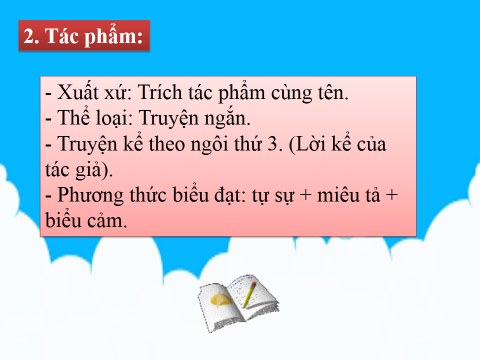 2. Tác phẩm:
- Xuất xứ: Trích tác phẩm cùng tên.
- Thể loại: Truyện ngắn.
- Truyện kể theo ngôi thứ 3. (Lời kể của
tác giả).
- Phương thức biểu đạt: tự sự + miêu tả +
biểu cảm.